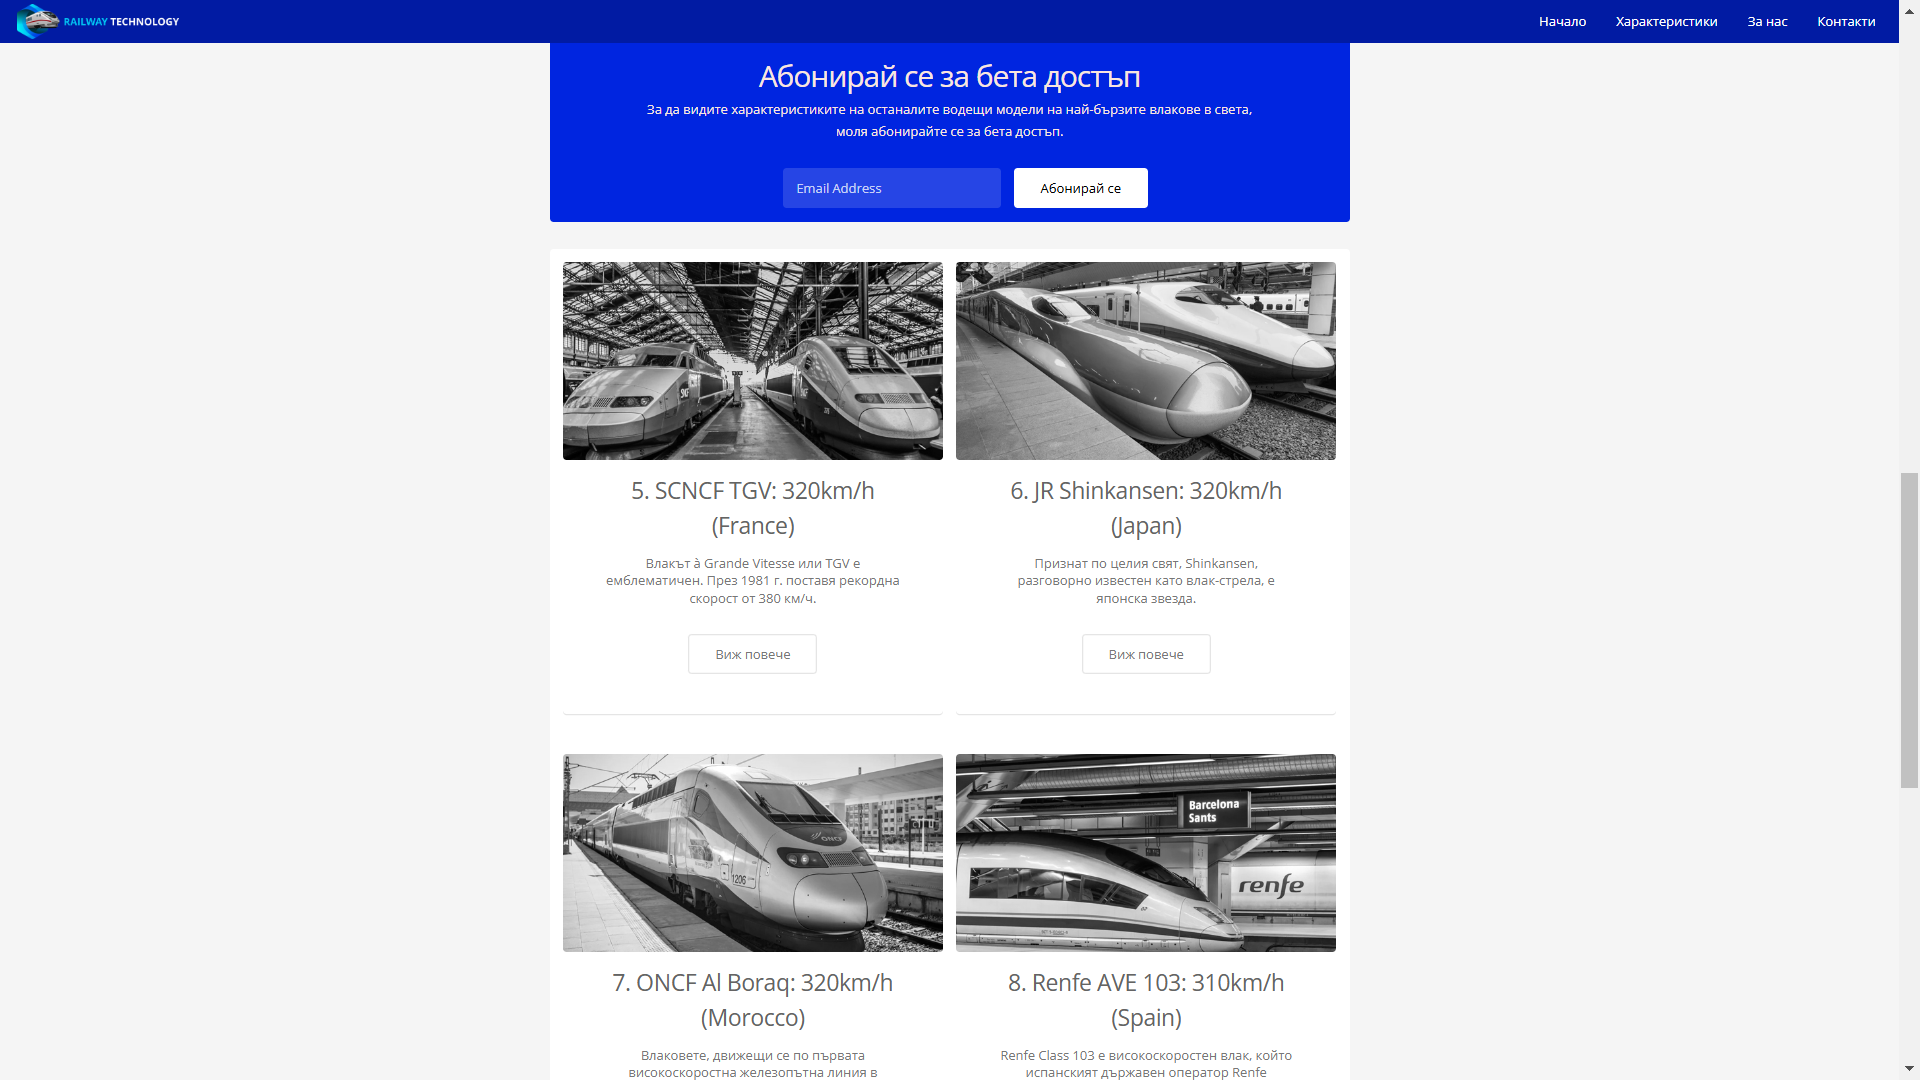 RAILWAY TECHNOLOGY
Начало
Характеристики
За нас
Контакти
Абонирай се за бета достъп
За да видите характеристиките на останалите водещи модели на най-бързите влакове в света,
моля абонирайте се за бета достъп.
Email Address
Абонирай се
5. SCNCF TGV: 320km/h
(France)
Влакът à Grande Vitesse или TGV е
емблематичен. През 1981 г. поставя рекордна
скорост от 380 км/ч.
Виж повече
6. JR Shinkansen: 320km/h
(Japan)
Признат по целия свят, Shinkansen,
разговорно известен като влак-стрела, е
японска звезда.
Виж повече
ONCF
1206
Barcelona
Sants
renfe
7. ONCF Al Boraq: 320km/h
(Morocco)
Влаковете, движещи се по първата
високоскоростна железопътна линия в
8. Renfe AVE 103: 310km/h
(Spain)
Renfe Class 103 е високоскоростен влак, който
испанският държавен оператор Renfe